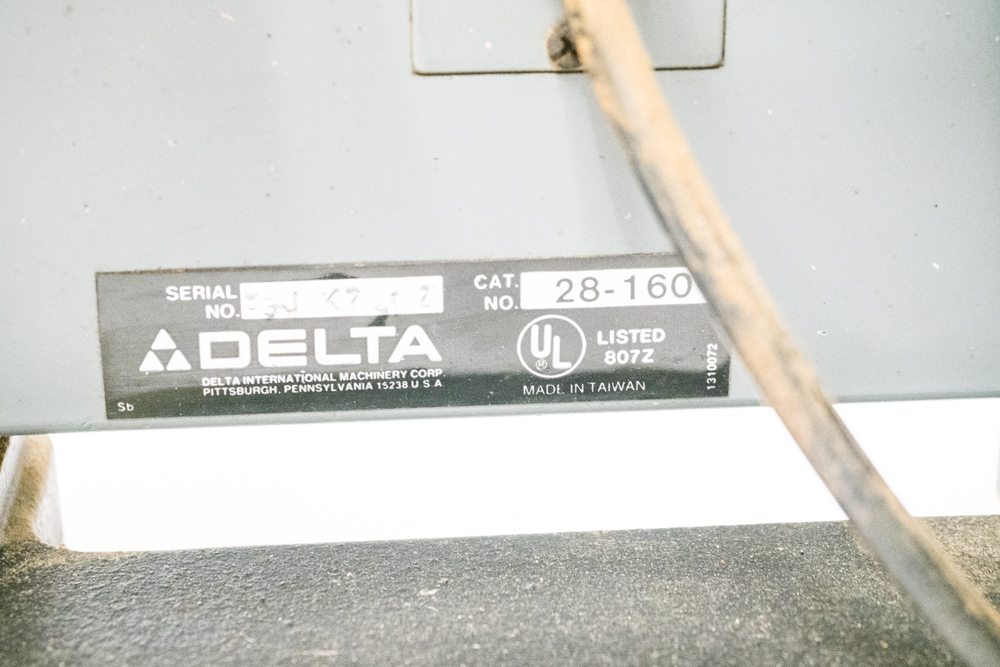 SERIAL NO.
CAT. NO. 28-160
DELTA
DELTA INTERNATIONAL MACHINERY CORP.
PITTSBURGH, PENNSYLVANIA 15238 U.S.A.
UL®
LISTED
807Z
MADE IN TAIWAN
1310072
Sb